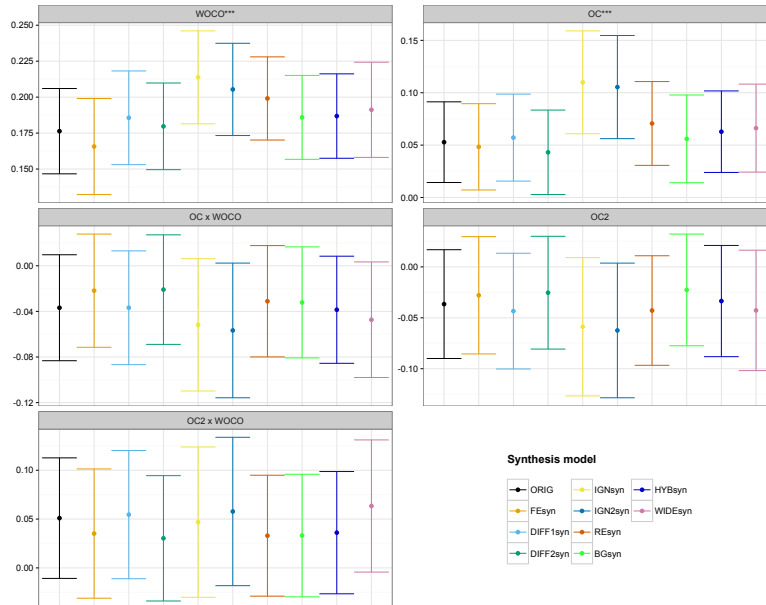 WOCO***
OC***
0.250
0.225
0.200
0.175
0.150
0.15
0.10
0.05
0.00
OC x WOCO
OC2
0.00
-0.04
-0.08
-0.12
0.00
-0.05
-0.10
OC2 x WOCO
0.10
0.05
0.00
Synthesis model
ORIG IGNsyn HYBsyn
FEsyn IGN2syn WIDEsyn
DIFF1syn REsyn
DIFF2syn BGsyn